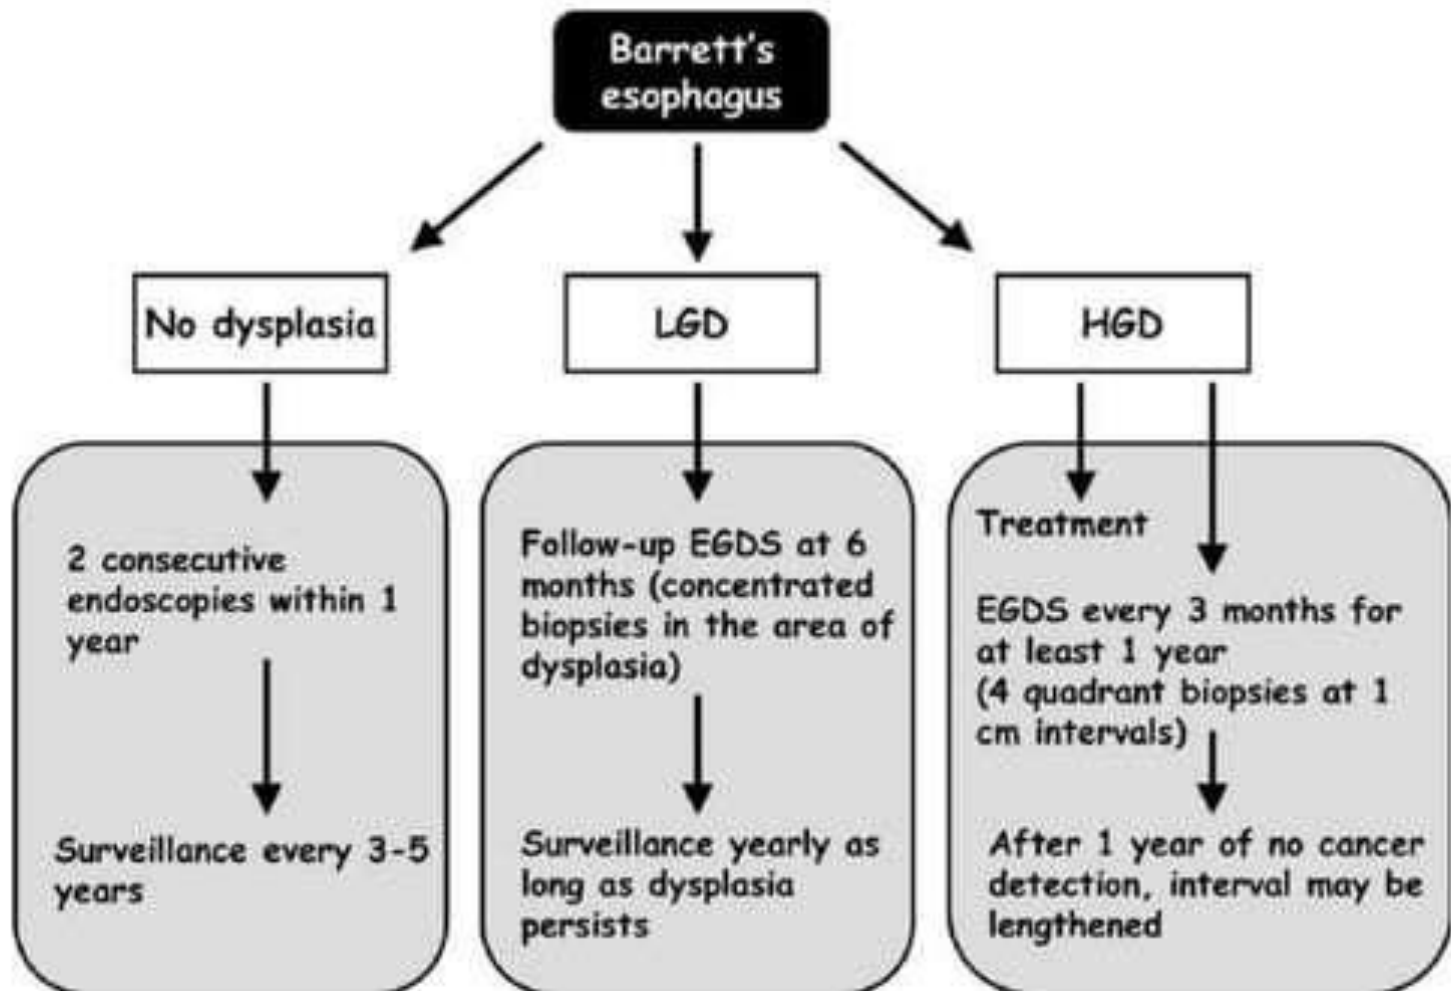 Barrett's
esophagus
No dysplasia
LGD
HGD
2 consecutive
endoscopies within 1
year
Surveillance every 3-5
years
Follow-up EGDS at 6
months (concentrated
biopsies in the area of
dysplasia)
Surveillance yearly as
long as dysplasia
persists
Treatment
EGDS every 3 months for
at least 1 year
(4 quadrant biopsies at 1
cm intervals)
After 1 year of no cancer
detection, interval may be
lengthened